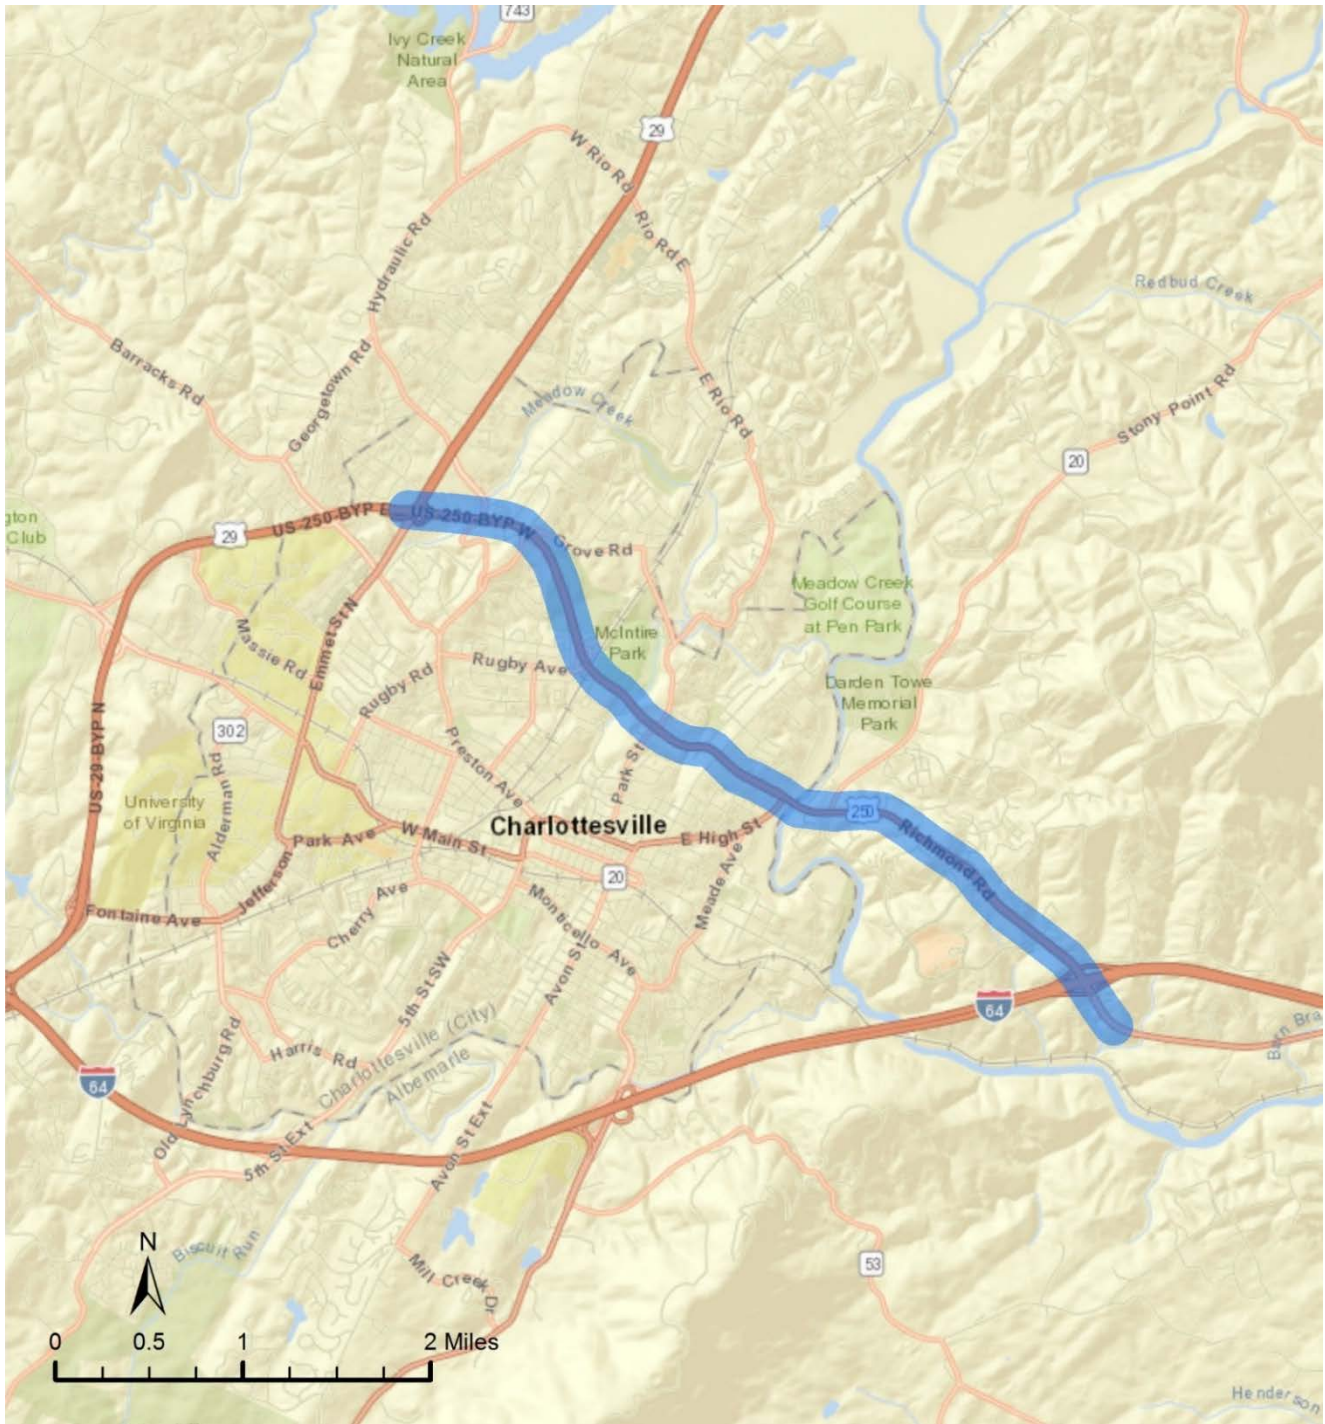 743
Ivy Creek
Natural
Area
29
W Rio Rd
Rio Rd E
Hydraulic Rd
Redbud Creek
Barracks Rd
Georgetown Rd
Meadow Creek
E Rio Rd
Stony Point Rd
20
gton
Club
29
US 250 BYP E
US 250 BYP W
Grove Rd
Meadow Creek
Golf Course
at Pen Park
McIntire
Park
Massie Rd
Emmet St N
Rugby Ave
Rugby Rd
Darden Towe
Memorial
Park
302
US-29 BYP N
Preston Ave
Park St
University
of Virginia
Alderman Rd
250
Charlottesville
Richmond Rd
Park Ave
W Main St
E High St
20
Meade Ave
Jefferson
Fontaine Ave
Cherry Ave
Monticello Ave
Avon St
5th St SW
64
Charlottesville (City)
Albemarle
Harris Rd
Barn Bra
64
Old Lynchburg Rd
5th St Ext
Avon St Ext
Biscuit Run
N
Mill Creek Dr
53
0 0.5 1 2 Miles
Henderson